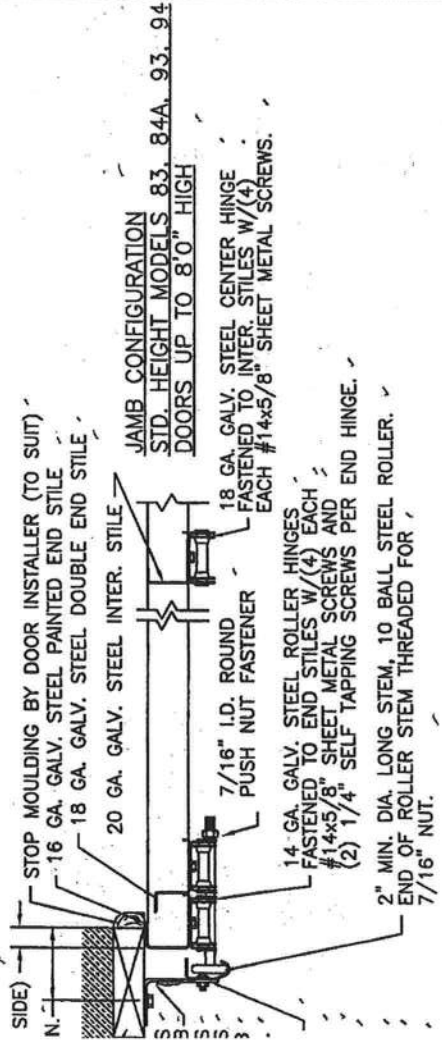 SIDE)
N.
STOP MOULDING BY DOOR INSTALLER (TO SUIT)
16 GA. GALV. STEEL PAINTED END STILE
18 GA. GALV. STEEL DOUBLE END STILE
20 GA. GALV. STEEL INTER. STILE
JAMB CONFIGURATION
STD. HEIGHT MODELS 83, 84A, 93, 94
DOORS UP TO 8'0" HIGH
7/16" I.D. ROUND
PUSH NUT FASTENER
18 GA. GALV. STEEL CENTER HINGE
FASTENED TO INTER. STILES W/(4)
EACH #14x5/8" SHEET METAL SCREWS.
14 GA. GALV. STEEL ROLLER HINGES
FASTENED TO END STILES W/(4) EACH
#14x5/8" SHEET METAL SCREWS AND
(2) 1/4" SELF TAPPING SCREWS PER END HINGE.
2" MIN. DIA. LONG STEM, 10 BALL STEEL ROLLER.
END OF ROLLER STEM THREADED FOR
7/16" NUT.